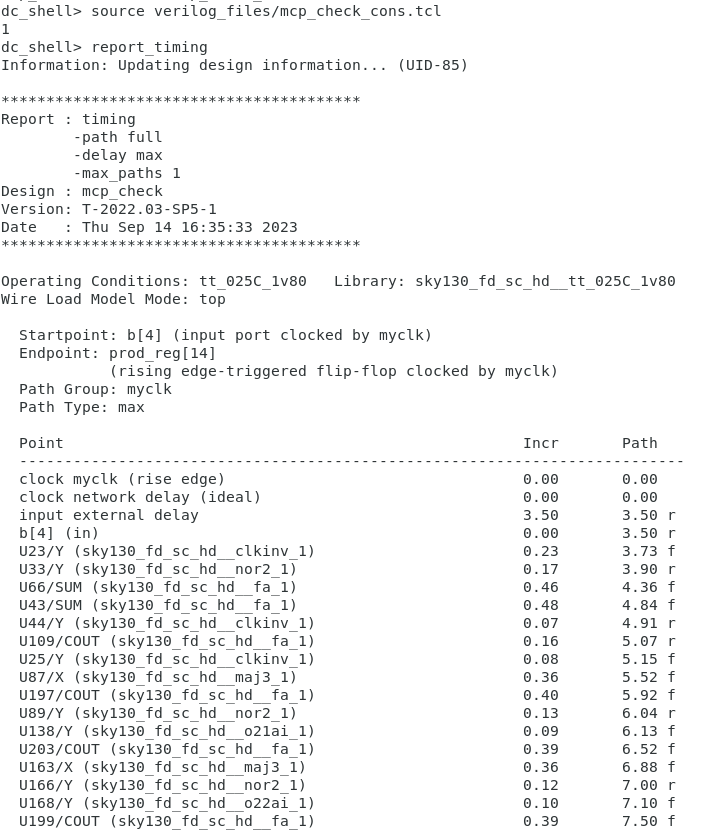 dc_shell> source verilog_files/mcp_check_cons.tcl
1
dc_shell> report_timing
Information: Updating design information... (UID-85)
****************************************
Report : timing
        -path full
        -delay max
        -max_paths 1
Design : mcp_check
Version: T-2022.03-SP5-1
Date   : Thu Sep 14 16:35:33 2023
****************************************
Operating Conditions: tt_025C_1v80   Library: sky130_fd_sc_hd__tt_025C_1v80
Wire Load Model Mode: top
  Startpoint: b[4] (input port clocked by myclk)
  Endpoint: prod_reg[14]
            (rising edge-triggered flip-flop clocked by myclk)
  Path Group: myclk
  Path Type: max
  Point                                                   Incr       Path
  --------------------------------------------------------------------------
  clock myclk (rise edge)                                 0.00       0.00
  clock network delay (ideal)                             0.00       0.00
  input external delay                                    3.50       3.50 r
  b[4] (in)                                               0.00       3.50 r
  U23/Y (sky130_fd_sc_hd__clkinv_1)                       0.23       3.73 f
  U33/Y (sky130_fd_sc_hd__nor2_1)                         0.17       3.90 r
  U66/SUM (sky130_fd_sc_hd__fa_1)                         0.46       4.36 f
  U43/SUM (sky130_fd_sc_hd__fa_1)                         0.48       4.84 f
  U44/Y (sky130_fd_sc_hd__clkinv_1)                       0.07       4.91 r
  U109/COUT (sky130_fd_sc_hd__fa_1)                       0.16       5.07 r
  U25/Y (sky130_fd_sc_hd__clkinv_1)                       0.08       5.15 f
  U87/X (sky130_fd_sc_hd__maj3_1)                         0.36       5.52 f
  U197/COUT (sky130_fd_sc_hd__fa_1)                       0.40       5.92 f
  U89/Y (sky130_fd_sc_hd__nor2_1)                         0.13       6.04 r
  U138/Y (sky130_fd_sc_hd__o21ai_1)                       0.09       6.13 f
  U203/COUT (sky130_fd_sc_hd__fa_1)                       0.39       6.52 f
  U163/X (sky130_fd_sc_hd__maj3_1)                        0.36       6.88 f
  U166/Y (sky130_fd_sc_hd__nor2_1)                        0.12       7.00 r
  U168/Y (sky130_fd_sc_hd__o22ai_1)                       0.10       7.10 f
  U199/COUT (sky130_fd_sc_hd__fa_1)                       0.39       7.50 f